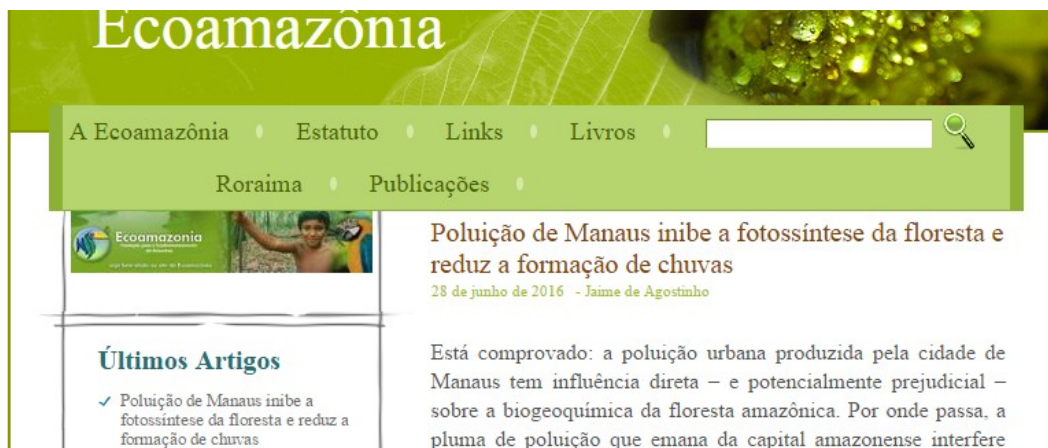 Ecoamazônia
A Ecoamazônia
Estatuto
Links
Livros
Roraima
Publicações
Ecoamazonia
Poluição de Manaus inibe a fotossíntese da floresta e
reduz a formação de chuvas
28 de junho de 2016 - Jaime de Agostinho
Últimos Artigos
Poluição de Manaus inibe a
fotossíntese da floresta e reduz a
formação de chuvas
Está comprovado: a poluição urbana produzida pela cidade de
Manaus tem influência direta – e potencialmente prejudicial –
sobre a biogeoquímica da floresta amazônica. Por onde passa, a
pluma de poluição que emana da capital amazonense interfere